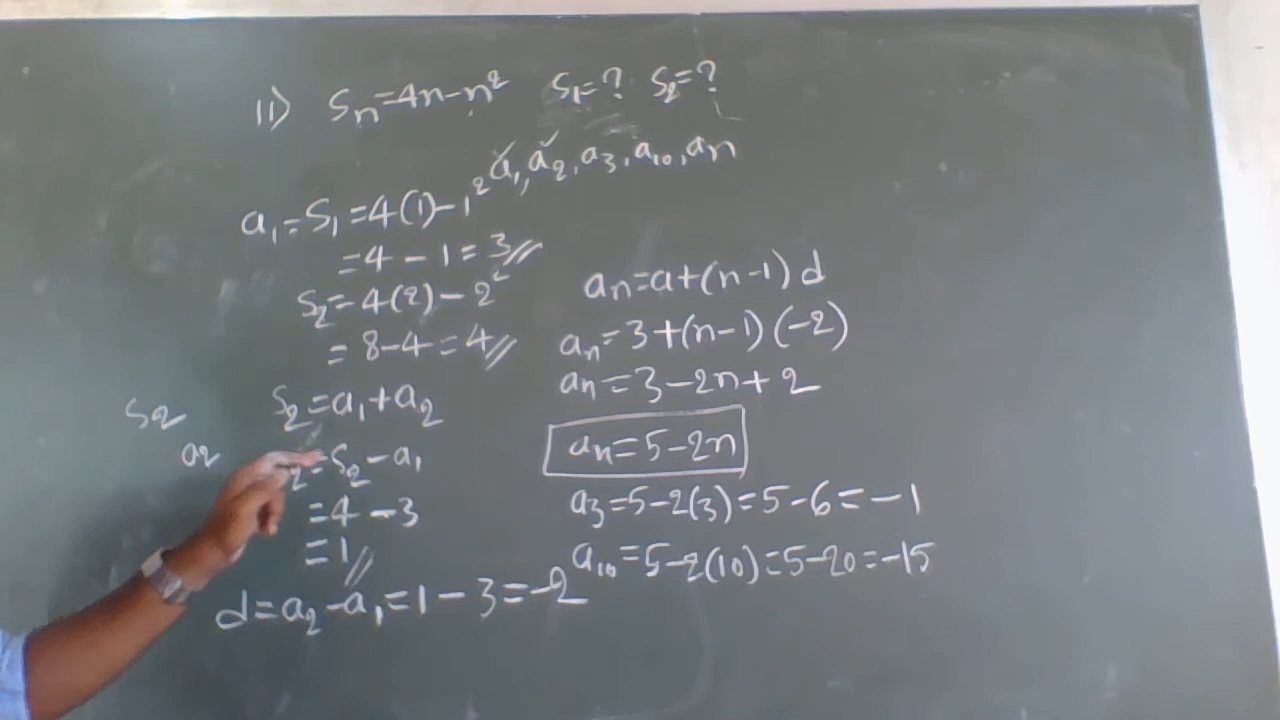 11) Sn=4n-n² S₁=? S₂=?
a₁, a₂, a₃, a₁₀, an
a₁=S₁=4(1)-1²
=4-1=3//
S₂=4(2)-2²
=8-4=4//
S₂=a₁+a₂
₂=S₂-a₁
=4-3
=1//
d=a₂-a₁=1-3=-2
S₂
a₂
an=a+(n-1)d
an=3+(n-1)(-2)
an=3-2n+2
an=5-2n
a₃=5-2(3)=5-6=-1
a₁₀=5-2(10)=5-20=-15